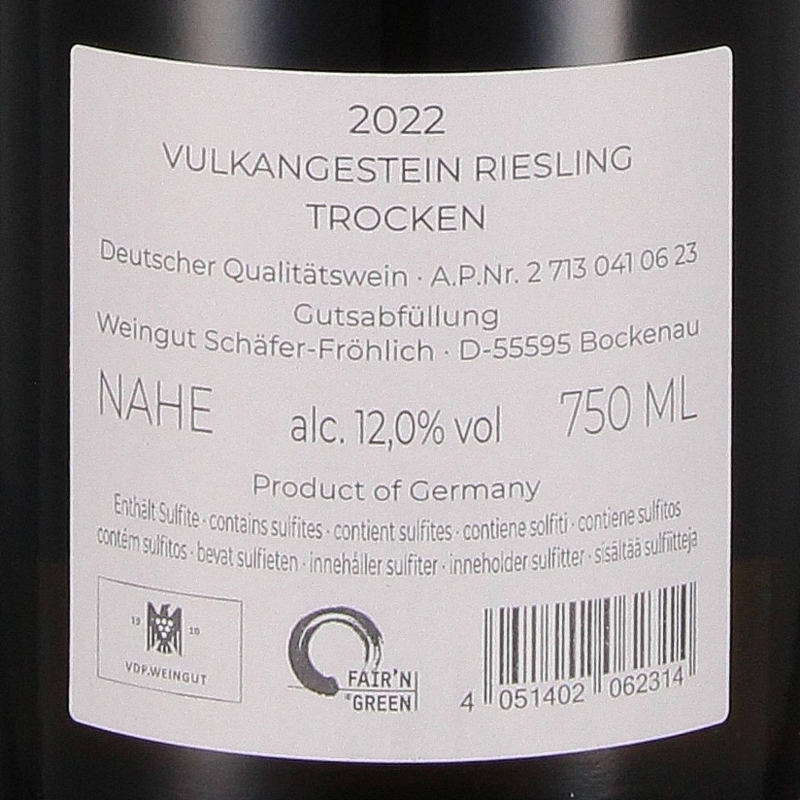 2022
VULKANGESTEIN RIESLING
TROCKEN
Deutscher Qualitätswein · A.P.Nr. 2 713 041 06 23
Gutsabfüllung
Weingut Schäfer-Fröhlich · D-55595 Bockenau
NAHE alc. 12,0% vol 750 ML
Product of Germany
Enthält Sulfite · contains sulfites · contient sulfites · contiene solfiti · contiene sulfitos
contém sulfitos · bevat sulfieten · innehåller sulfiter · inneholder sulfitter · sisältää sulfiitteja
19 10
VDP.WEINGUT
FAIR'N
GREEN
4 051402 062314